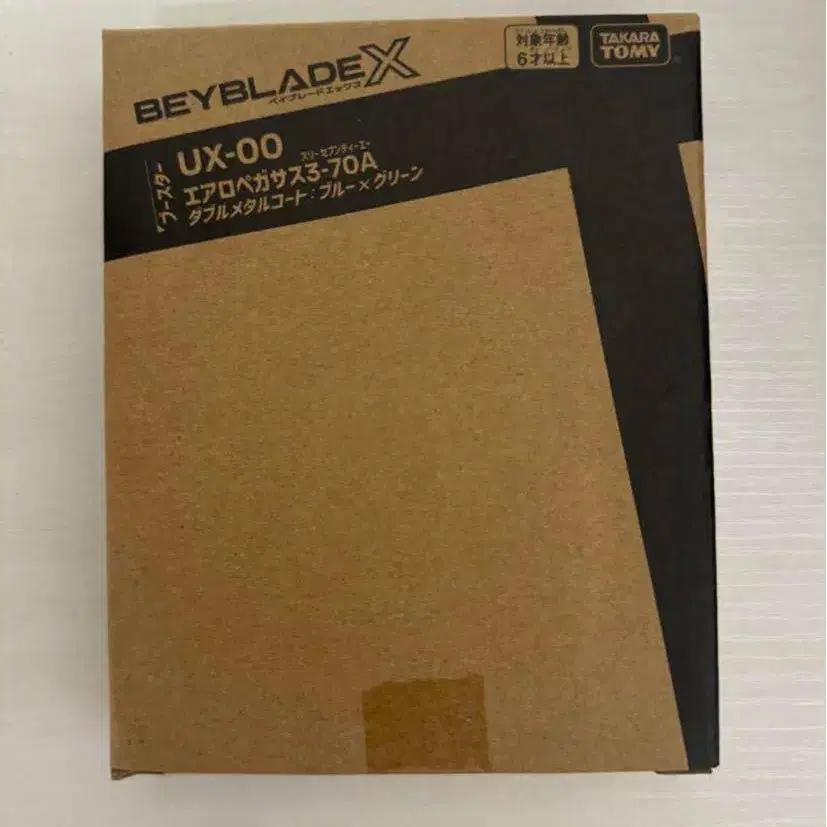 BEYBLADE X
ベイブレードエックス
対象年齢
6才以上
TAKARA
TOMY
ブースター
UX-00
スリーセブンティーエー
エアロペガサス3-70A
ダブルメタルコート:ブルー×グリーン